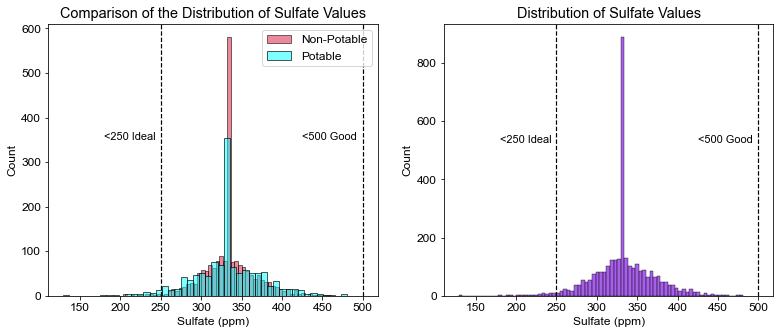 Comparison of the Distribution of Sulfate Values
Non-Potable
Potable
<250 Ideal
<500 Good
600
500
400
300
200
100
0
Count
150 200 250 300 350 400 450 500
Sulfate (ppm)
Distribution of Sulfate Values
<250 Ideal
<500 Good
800
600
400
200
0
Count
150 200 250 300 350 400 450 500
Sulfate (ppm)